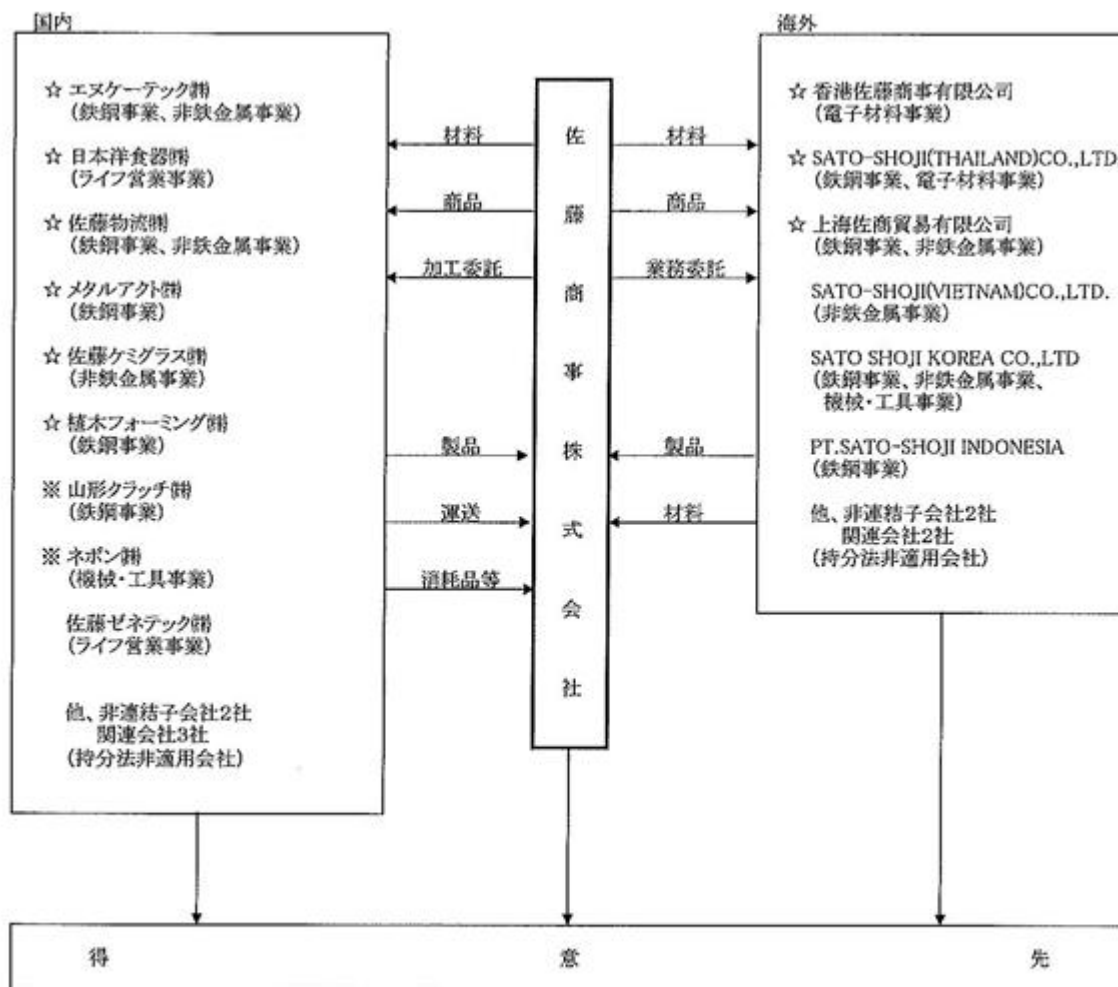 国内
☆ エヌケーテック㈱
(鉄鋼事業、非鉄金属事業)
☆ 日本洋食器㈱
(ライフ営業事業)
☆ 佐藤物流㈱
(鉄鋼事業、非鉄金属事業)
☆ メタルアクト㈱
(鉄鋼事業)
☆ 佐藤ケミグラス㈱
(非鉄金属事業)
☆ 植木フォーミング㈱
(鉄鋼事業)
※ 山形クラッチ㈱
(鉄鋼事業)
※ ネポン㈱
(機械・工具事業)
佐藤ゼネテック㈱
(ライフ営業事業)
他、非連結子会社2社
関連会社3社
(持分法非適用会社)
材料
商品
加工委託
製品
運送
消耗品等
佐藤商事株式会社
材料
商品
業務委託
製品
材料
海外
☆ 香港佐藤商事有限公司
(電子材料事業)
☆ SATO-SHOJI(THAILAND)CO.,LTD
(鉄鋼事業、電子材料事業)
☆ 上海佐商貿易有限公司
(鉄鋼事業、非鉄金属事業)
SATO-SHOJI(VIETNAM)CO.,LTD.
(非鉄金属事業)
SATO SHOJI KOREA CO.,LTD
(鉄鋼事業、非鉄金属事業、
機械・工具事業)
PT.SATO-SHOJI INDONESIA
(鉄鋼事業)
他、非連結子会社2社
関連会社2社
(持分法非適用会社)
得意先